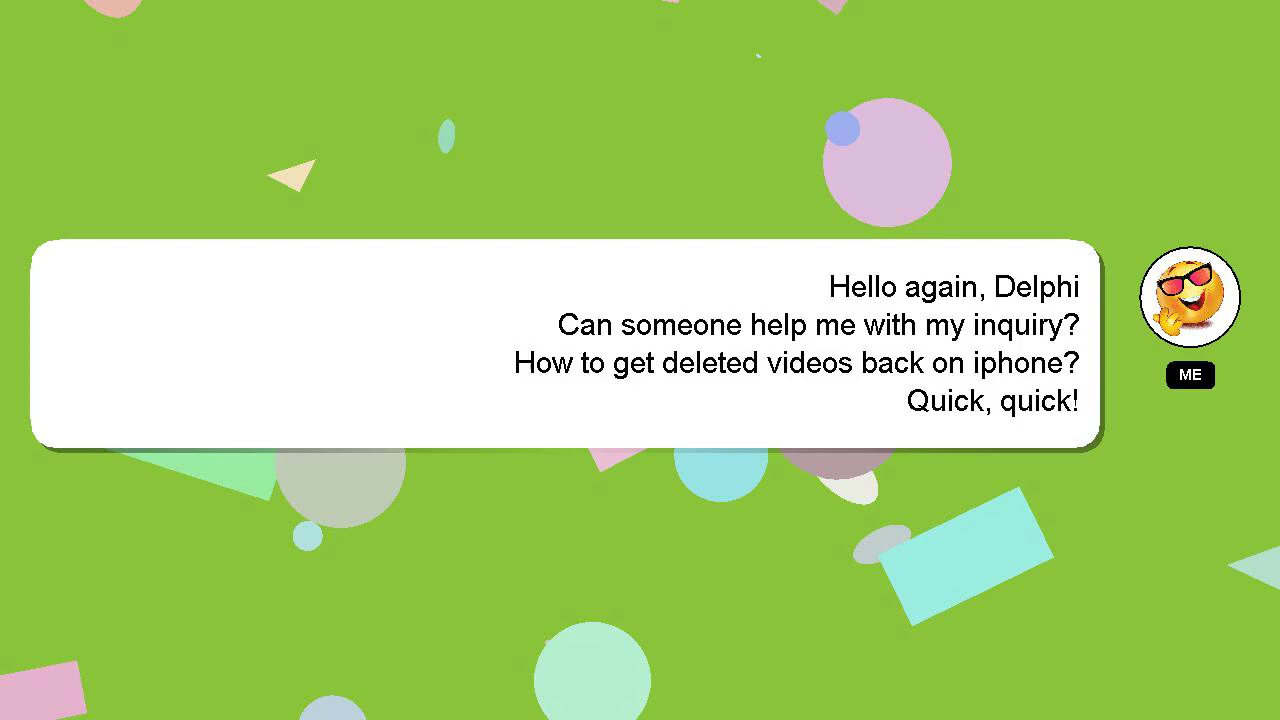 Hello again, Delphi
Can someone help me with my inquiry?
How to get deleted videos back on iphone?
Quick, quick!
ME